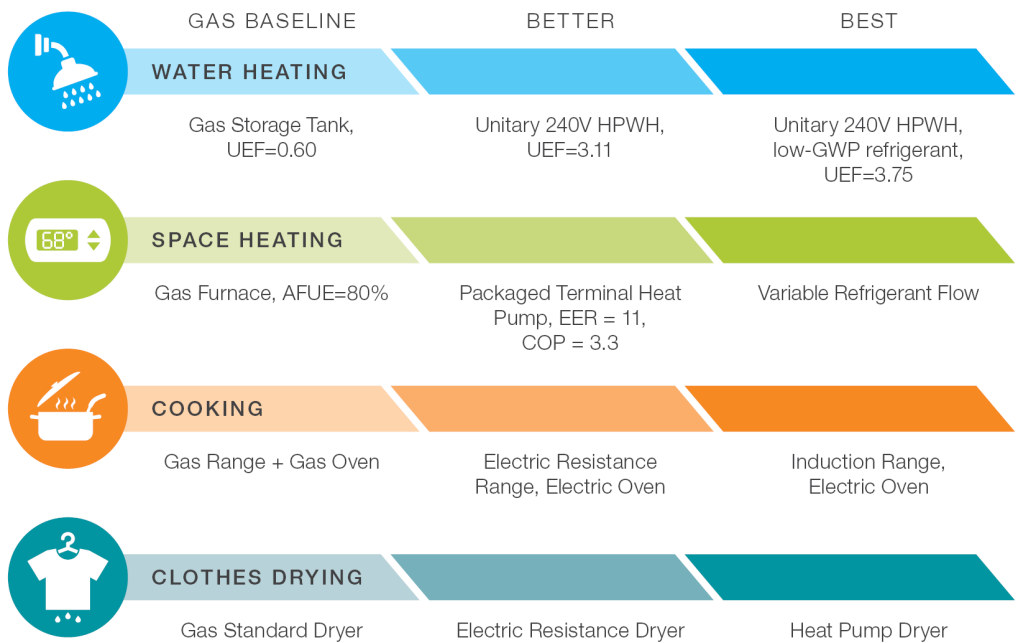 GAS BASELINE
BETTER
BEST
WATER HEATING
Gas Storage Tank,
UEF=0.60
Unitary 240V HPWH,
UEF=3.11
Unitary 240V HPWH,
low-GWP refrigerant,
UEF=3.75
68°
SPACE HEATING
Gas Furnace, AFUE=80%
Packaged Terminal Heat
Pump, EER = 11,
COP = 3.3
Variable Refrigerant Flow
COOKING
Gas Range + Gas Oven
Electric Resistance
Range, Electric Oven
Induction Range,
Electric Oven
CLOTHES DRYING
Gas Standard Dryer
Electric Resistance Dryer
Heat Pump Dryer